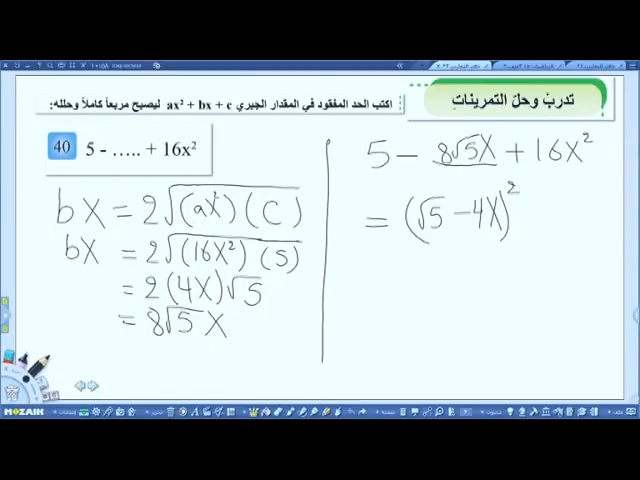 تدرب وحل التمرينات
اكتب الحد المفقود في المقدار الجبري ax² + bx + c ليصبح مربعاً كاملاً وحلله:
40 5 - ..... + 16x²
bx = 2√(ax²)(c)
bx = 2√(16x²)(5)
= 2(4x)√5
= 8√5 x
5 - 8√5x + 16x²
= (√5 - 4x)²
MOZAIK